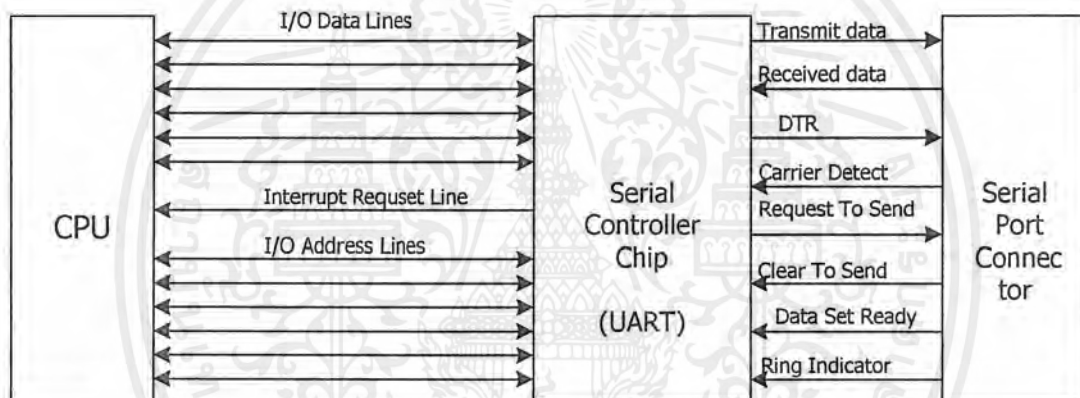 I/O Data Lines
Interrupt Requset Line
I/O Address Lines
CPU
Serial
Controller
Chip
(UART)
Transmit data
Received data
DTR
Carrier Detect
Request To Send
Clear To Send
Data Set Ready
Ring Indicator
Serial
Port
Connec
tor